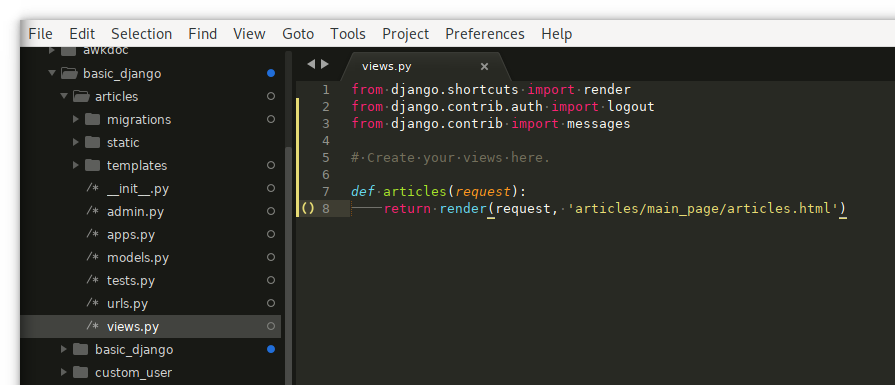 File Edit Selection Find View Goto Tools Project Preferences Help
awkdoc
basic_django
articles
migrations
static
templates
/* __init__.py
/* admin.py
/* apps.py
/* models.py
/* tests.py
/* urls.py
/* views.py
basic_django
custom_user
views.py ×
1 from django.shortcuts import render
2 from django.contrib.auth import logout
3 from django.contrib import messages
4
5 # Create your views here.
6
7 def articles(request):
() 8 return render(request, 'articles/main_page/articles.html')